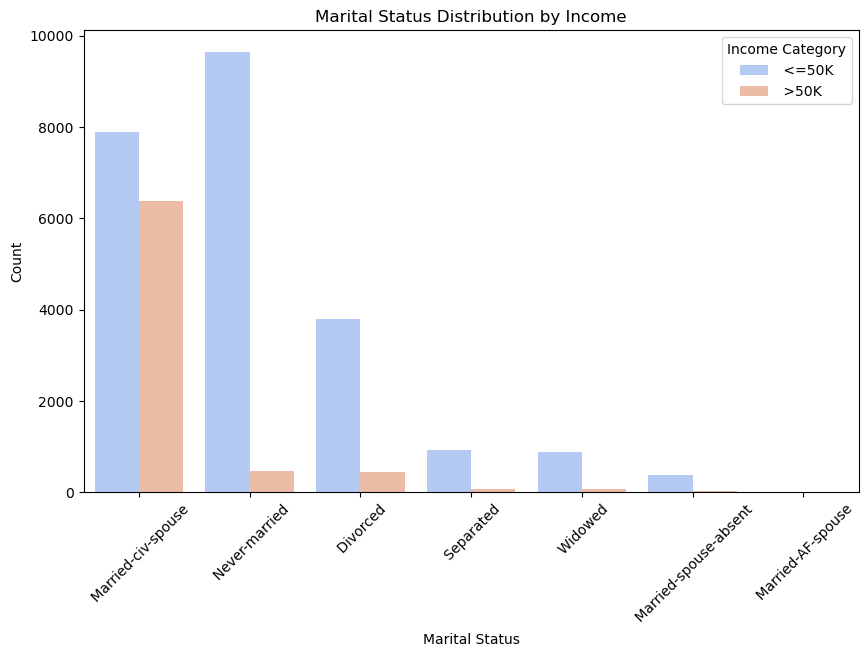 Marital Status Distribution by Income
Income Category
<=50K
>50K
Count
10000
8000
6000
4000
2000
0
Married-civ-spouse
Never-married
Divorced
Separated
Widowed
Married-spouse-absent
Married-AF-spouse
Marital Status